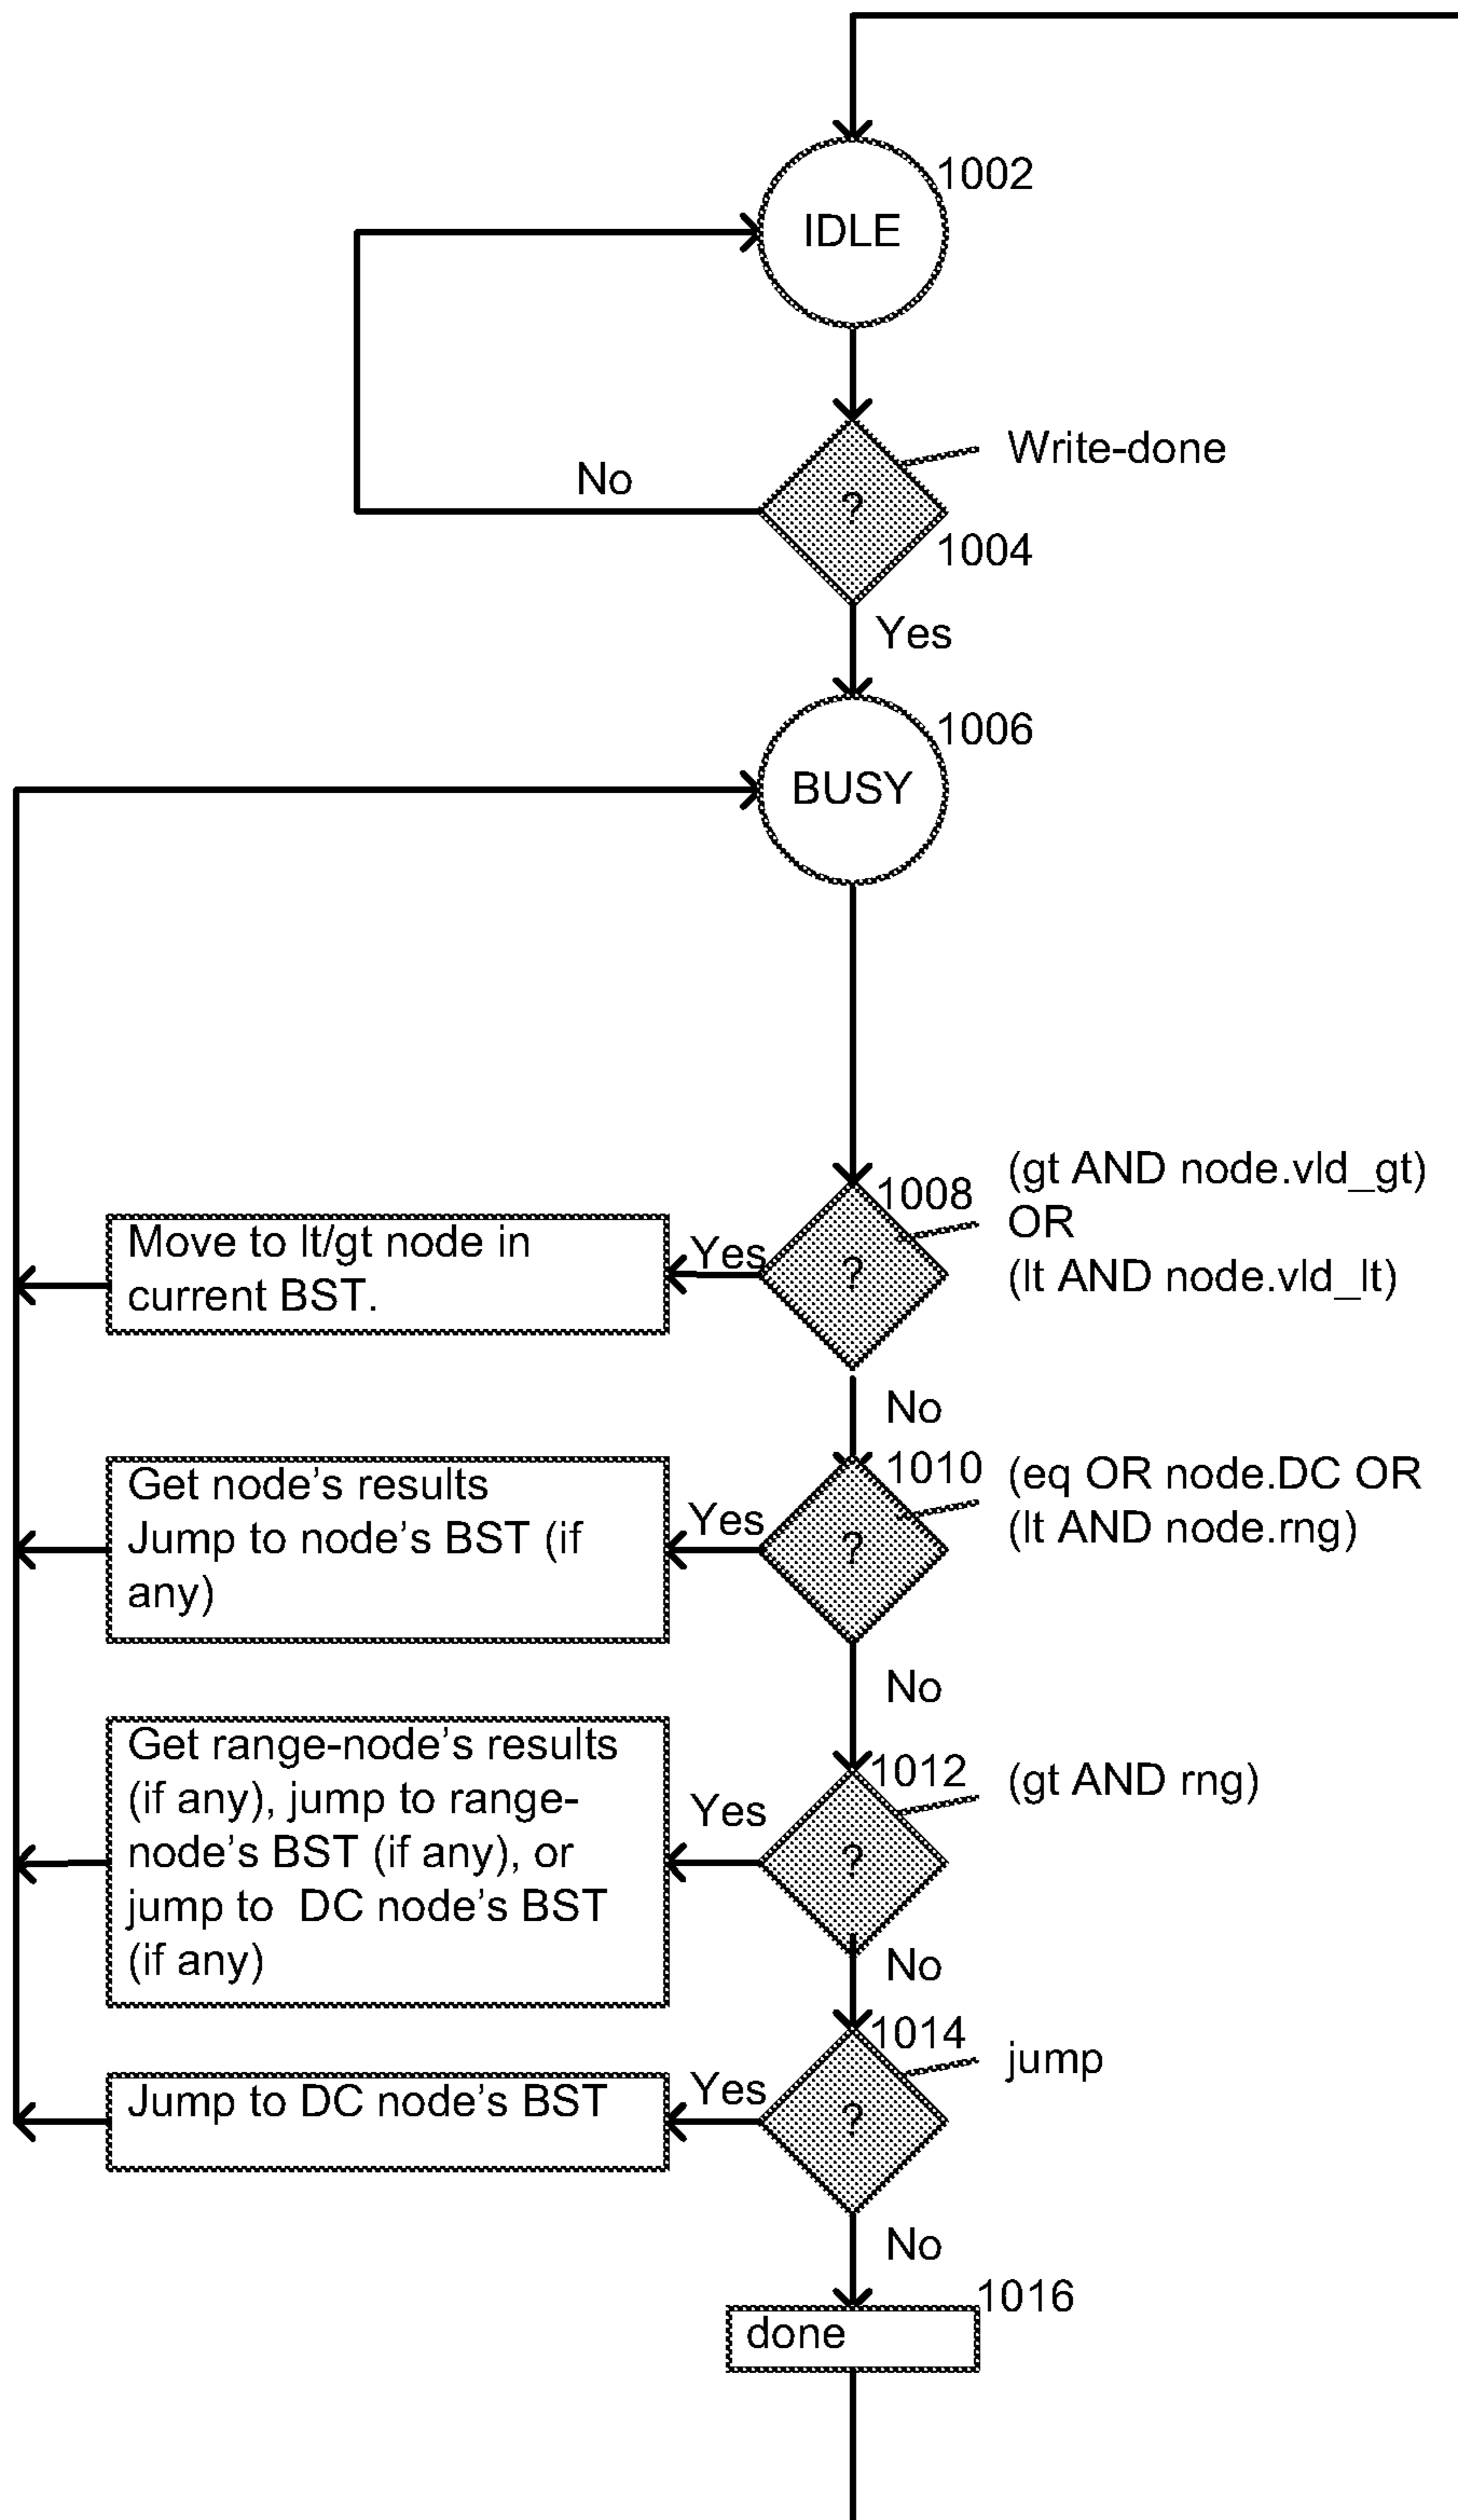 1002
IDLE
Write-done
No
?
1004
Yes
1006
BUSY
(gt AND node.vld_gt)
OR
(lt AND node.vld_lt)
1008
Yes
?
Move to lt/gt node in
current BST.
No
1010
(eq OR node.DC OR
(lt AND node.rng)
Yes
?
Get node's results
Jump to node's BST (if
any)
No
1012
(gt AND rng)
Yes
?
Get range-node's results
(if any), jump to range-
node's BST (if any), or
jump to DC node's BST
(if any)
No
1014
jump
Yes
?
Jump to DC node's BST
No
1016
done